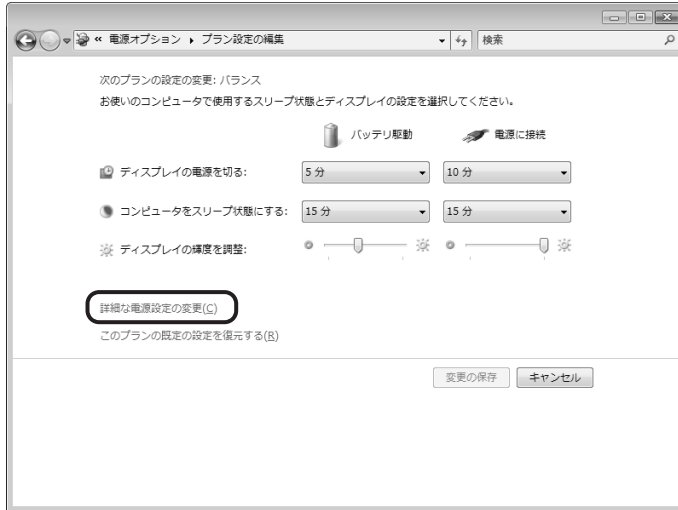 « 電源オプション ▸ プラン設定の編集 検索
次のプランの設定の変更: バランス
お使いのコンピュータで使用するスリープ状態とディスプレイの設定を選択してください。
バッテリ駆動 電源に接続
ディスプレイの電源を切る: 5 分 10 分
コンピュータをスリープ状態にする: 15 分 15 分
ディスプレイの輝度を調整:
詳細な電源設定の変更(C)
このプランの既定の設定を復元する(R)
変更の保存 キャンセル